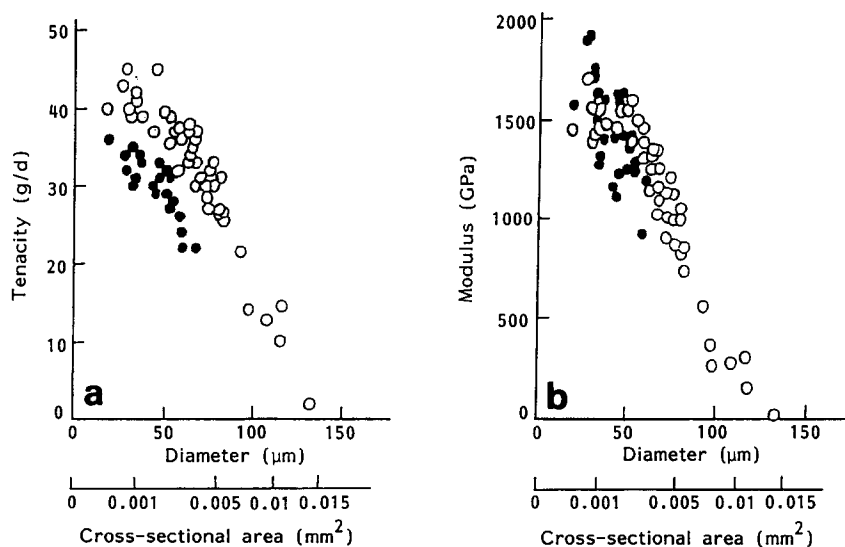 50
40
30
20
10
0
Tenacity (g/d)
a
0 50 100 150
Diameter (μm)
0 0.001 0.005 0.01 0.015
Cross-sectional area (mm²)
2000
1500
1000
500
0
Modulus (GPa)
b
0 50 100 150
Diameter (μm)
0 0.001 0.005 0.01 0.015
Cross-sectional area (mm²)